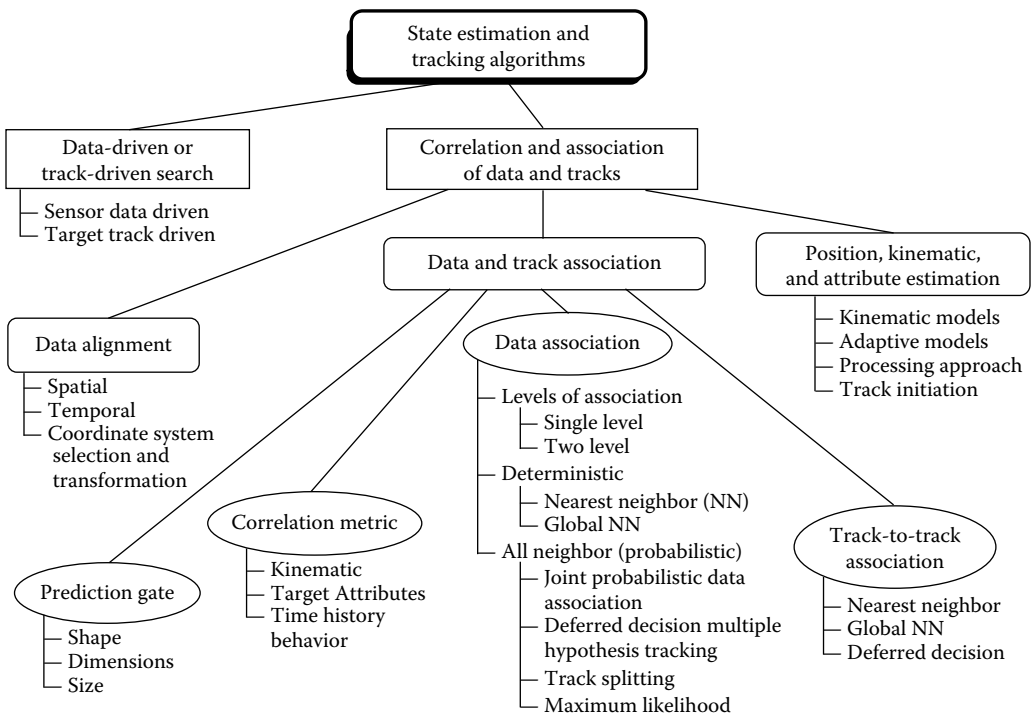 State estimation and
tracking algorithms
Data-driven or
track-driven search
Sensor data driven
Target track driven
Correlation and association
of data and tracks
Data alignment
Spatial
Temporal
Coordinate system
selection and
transformation
Data and track association
Position, kinematic,
and attribute estimation
Kinematic models
Adaptive models
Processing approach
Track initiation
Prediction gate
Shape
Dimensions
Size
Correlation metric
Kinematic
Target Attributes
Time history
behavior
Data association
Levels of association
Single level
Two level
Deterministic
Nearest neighbor (NN)
Global NN
All neighbor (probabilistic)
Joint probabilistic data
association
Deferred decision multiple
hypothesis tracking
Track splitting
Maximum likelihood
Track-to-track
association
Nearest neighbor
Global NN
Deferred decision